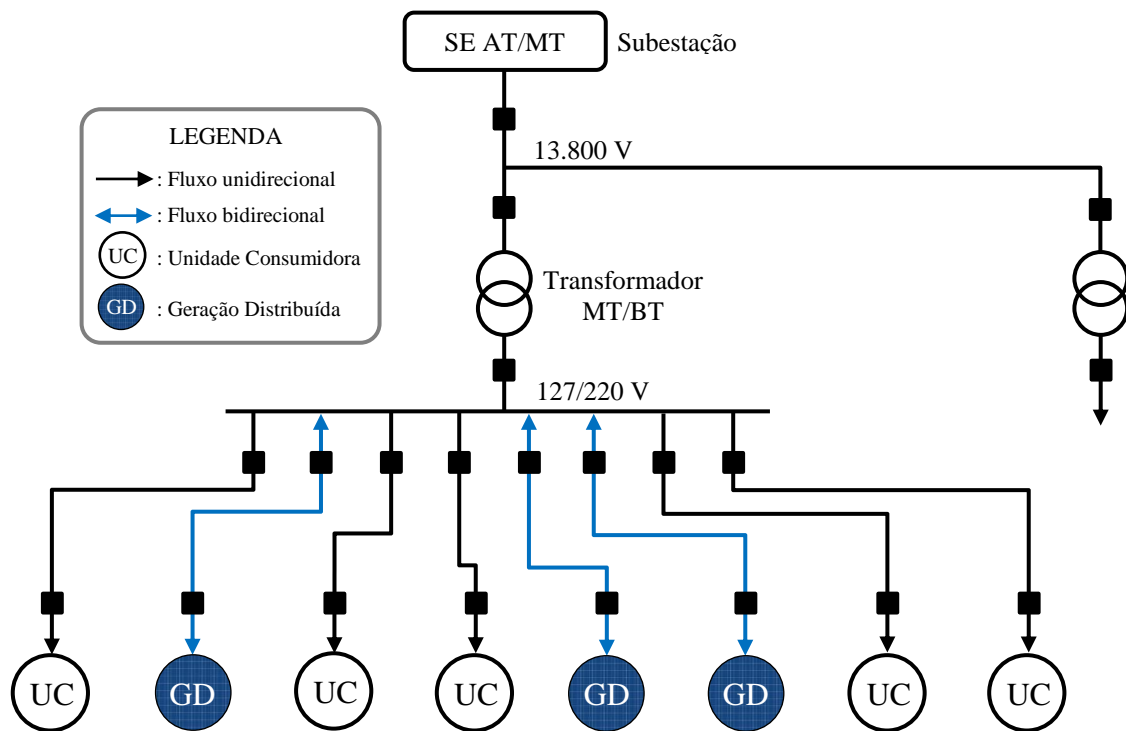 SE AT/MT
Subestação
LEGENDA
: Fluxo unidirecional
: Fluxo bidirecional
UC : Unidade Consumidora
GD : Geração Distribuída
13.800 V
Transformador
MT/BT
127/220 V
UC GD UC UC GD GD UC UC